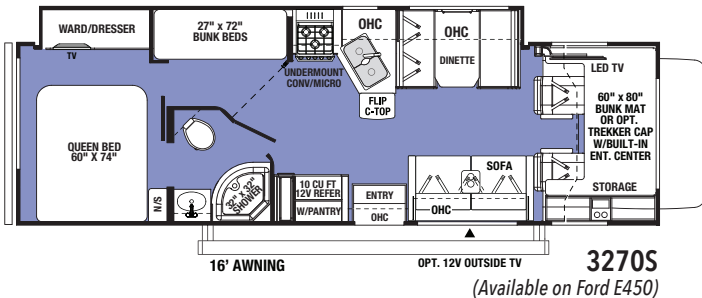 WARD/DRESSER
TV
27" x 72"
BUNK BEDS
OHC
OHC
DINETTE
LED TV
UNDERMOUNT
CONV/MICRO
FLIP
C-TOP
60" x 80"
BUNK MAT
OR OPT.
TREKKER CAP
W/BUILT-IN
ENT. CENTER
QUEEN BED
60" X 74"
N/S
32" x 32"
SHOWER
10 CU FT
12V REFER
W/PANTRY
ENTRY
OHC
SOFA
OHC
STORAGE
16' AWNING
OPT. 12V OUTSIDE TV
3270S
(Available on Ford E450)